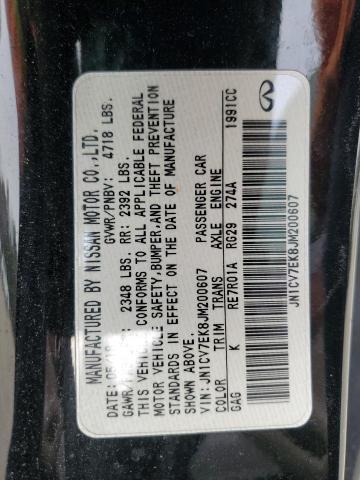 MANUFACTURED BY NISSAN MOTOR CO.,LTD.
GVWR/PNBV: 4718 LBS.
2348 LBS. RR: 2392 LBS.
THIS VEHICLE CONFORMS TO ALL APPLICABLE FEDERAL
MOTOR VEHICLE SAFETY,BUMPER,AND THEFT PREVENTION
STANDARDS IN EFFECT ON THE DATE OF MANUFACTURE
SHOWN ABOVE.
VIN:JN1CV7EK8JM200607 PASSENGER CAR
COLOR TRIM TRANS AXLE ENGINE
GAG K RE7R01A RG29 274A 1991CC
JN1CV7EK8JM200607